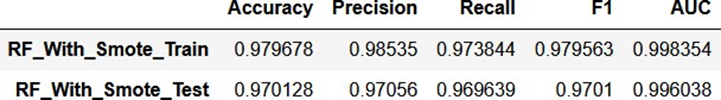 Accuracy Precision Recall F1 AUC
RF_With_Smote_Train 0.979678 0.98535 0.973844 0.979563 0.998354
RF_With_Smote_Test 0.970128 0.97056 0.969639 0.9701 0.996038